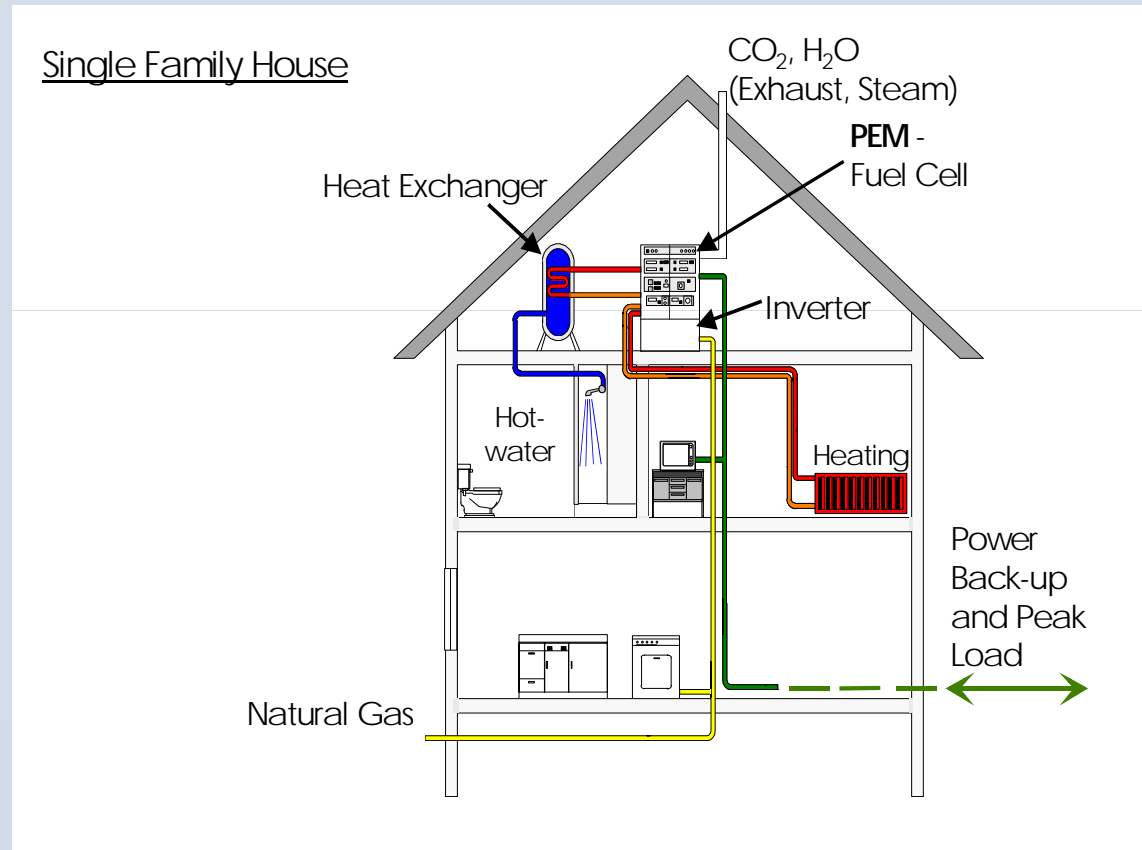 Single Family House
CO₂, H₂O
(Exhaust, Steam)
PEM -
Fuel Cell
Heat Exchanger
Inverter
Hot-
water
Heating
Power
Back-up
and Peak
Load
Natural Gas